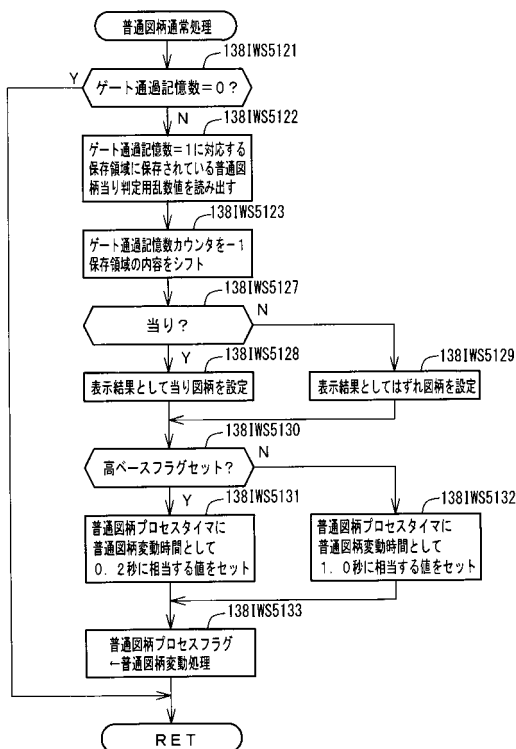 普通図柄通常処理
138IWS5121
Y
ゲート通過記憶数=0?
N
138IWS5122
ゲート通過記憶数=1に対応する
保存領域に保存されている普通図
柄当り判定用乱数値を読み出す
138IWS5123
ゲート通過記憶数カウンタを-1
保存領域の内容をシフト
138IWS5127
当り?
N
Y
138IWS5128
表示結果として当り図柄を設定
138IWS5129
表示結果としてはずれ図柄を設定
138IWS5130
高ベースフラグセット?
N
Y
138IWS5131
普通図柄プロセスタイマに
普通図柄変動時間として
0.2秒に相当する値をセット
138IWS5132
普通図柄プロセスタイマに
普通図柄変動時間として
1.0秒に相当する値をセット
138IWS5133
普通図柄プロセスフラグ
←普通図柄変動処理
RET